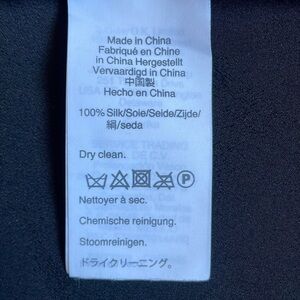 Made in China
Fabriqué en Chine
in China Hergestellt
Vervaardigd in China
中国製
Hecho en China
100% Silk/Soie/Seide/Zijde/
絹/seda
Dry clean.
P
Nettoyer à sec.
Chemische reinigung.
Stoomreinigen.
ドライクリーニング。